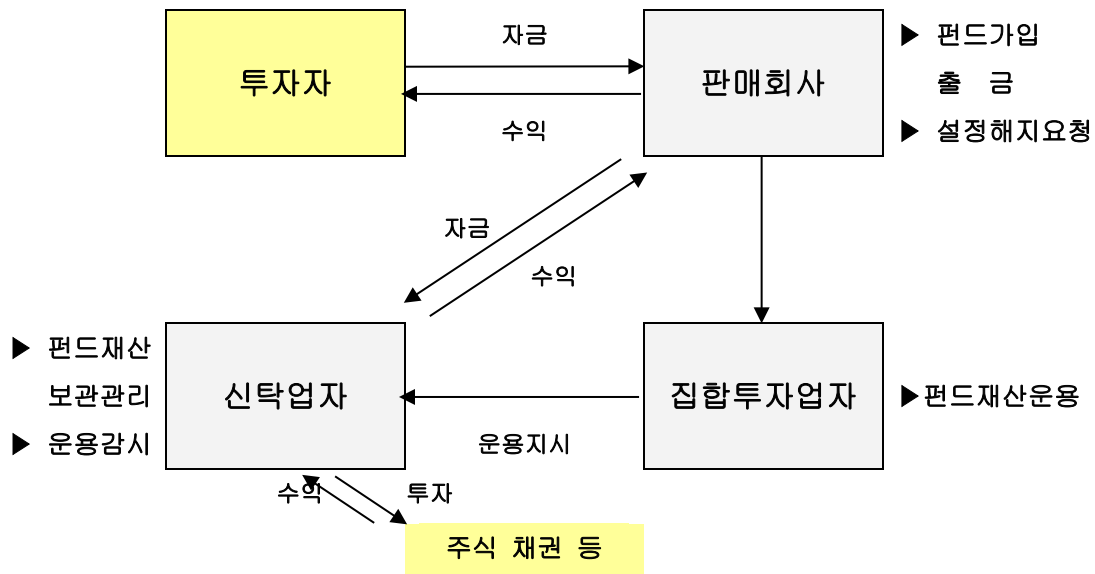 자금
▶ 펀드가입
투자자
판매회사
출 금
수익
▶ 설정해지요청
자금
수익
▶ 펀드재산
보관관리
▶ 운용감시
신탁업자
집합투자업자
▶펀드재산운용
운용지시
수익
투자
주식 채권 등